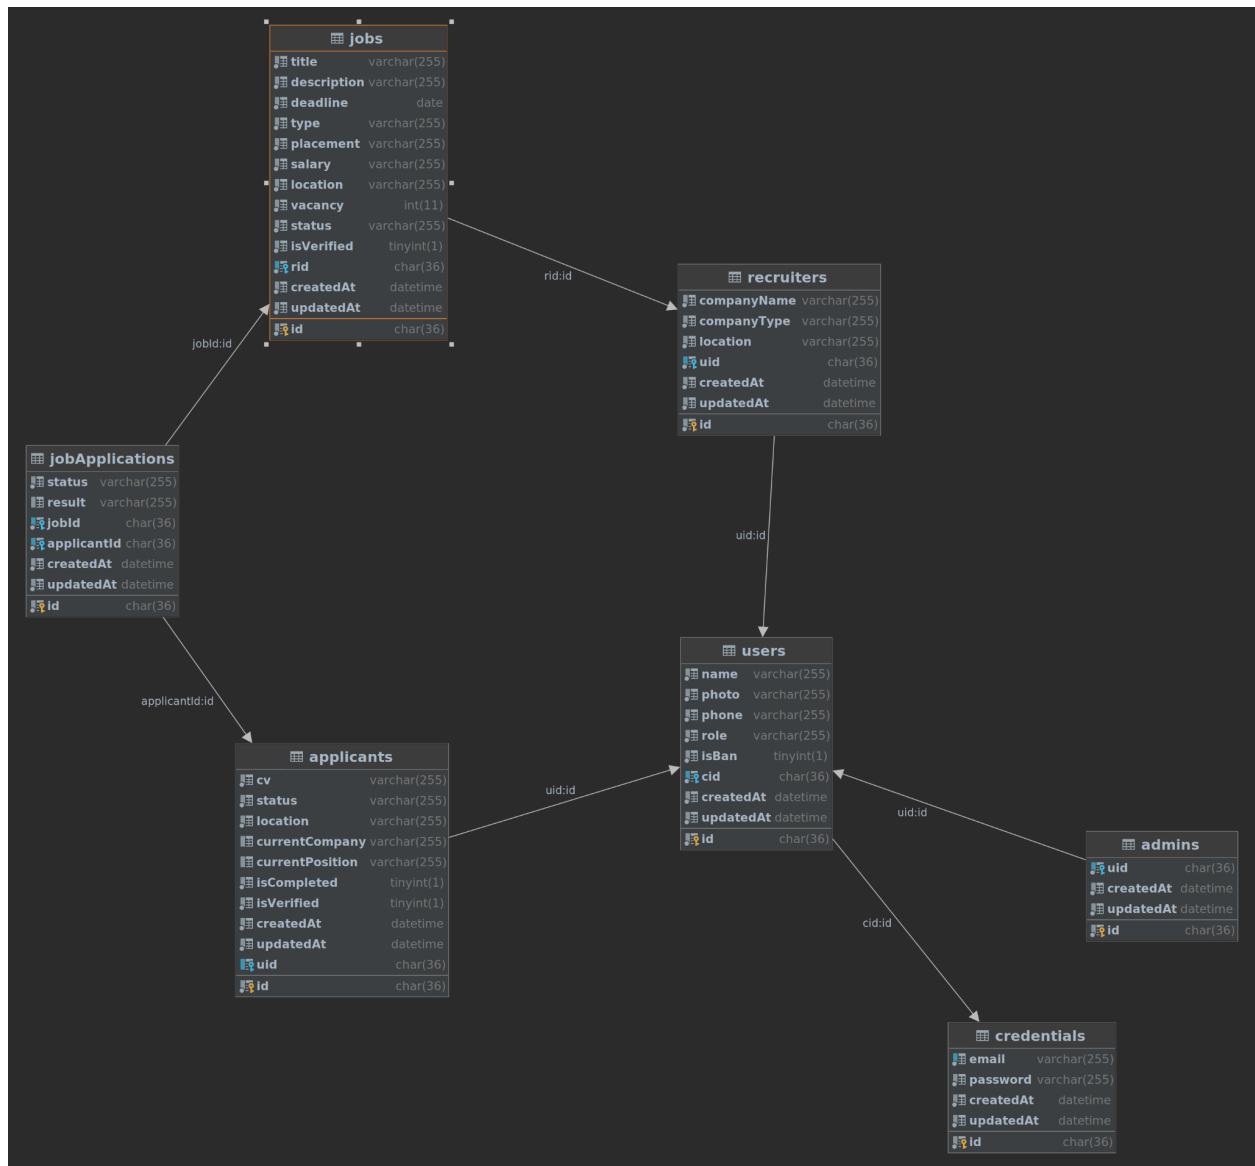 jobs
title varchar(255)
description varchar(255)
deadline date
type varchar(255)
placement varchar(255)
salary varchar(255)
location varchar(255)
vacancy int(11)
status varchar(255)
isVerified tinyint(1)
rid char(36)
createdAt datetime
updatedAt datetime
id char(36)
rid:id
recruiters
companyName varchar(255)
companyType varchar(255)
location varchar(255)
uid char(36)
createdAt datetime
updatedAt datetime
id char(36)
jobId:id
jobApplications
status varchar(255)
result varchar(255)
jobId char(36)
applicantId char(36)
createdAt datetime
updatedAt datetime
id char(36)
uid:id
applicantId:id
users
name varchar(255)
photo varchar(255)
phone varchar(255)
role varchar(255)
isBan tinyint(1)
cid char(36)
createdAt datetime
updatedAt datetime
id char(36)
applicants
cv varchar(255)
status varchar(255)
location varchar(255)
currentCompany varchar(255)
currentPosition varchar(255)
isCompleted tinyint(1)
isVerified tinyint(1)
createdAt datetime
updatedAt datetime
uid char(36)
id char(36)
uid:id
uid:id
admins
uid char(36)
createdAt datetime
updatedAt datetime
id char(36)
cid:id
credentials
email varchar(255)
password varchar(255)
createdAt datetime
updatedAt datetime
id char(36)